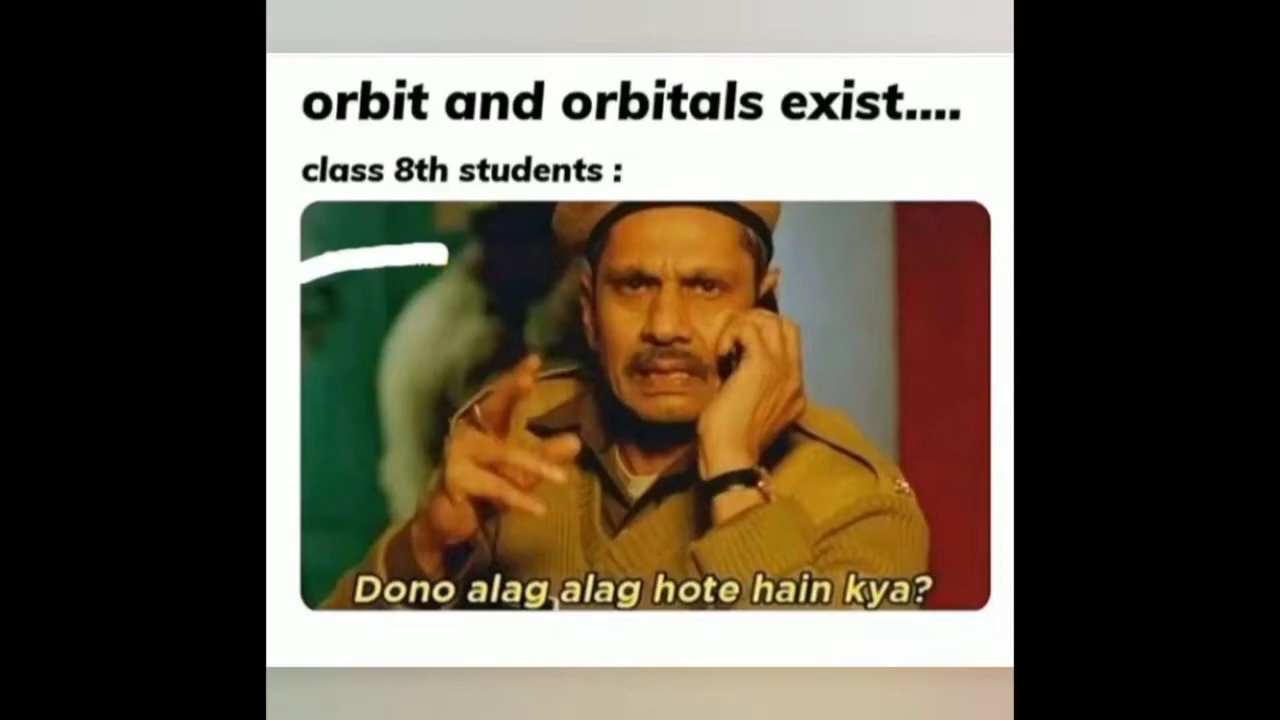 orbit and orbitals exist....
class 8th students :
Dono alag alag hote hain kya?